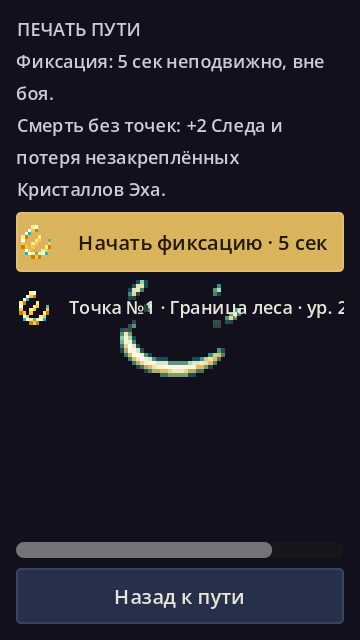 ПЕЧАТЬ ПУТИ
Фиксация: 5 сек неподвижно, вне
боя.
Смерть без точек: +2 Следа и
потеря незакреплённых
Кристаллов Эха.
Начать фиксацию · 5 сек
Точка №1 · Граница леса · ур. 2
Назад к пути